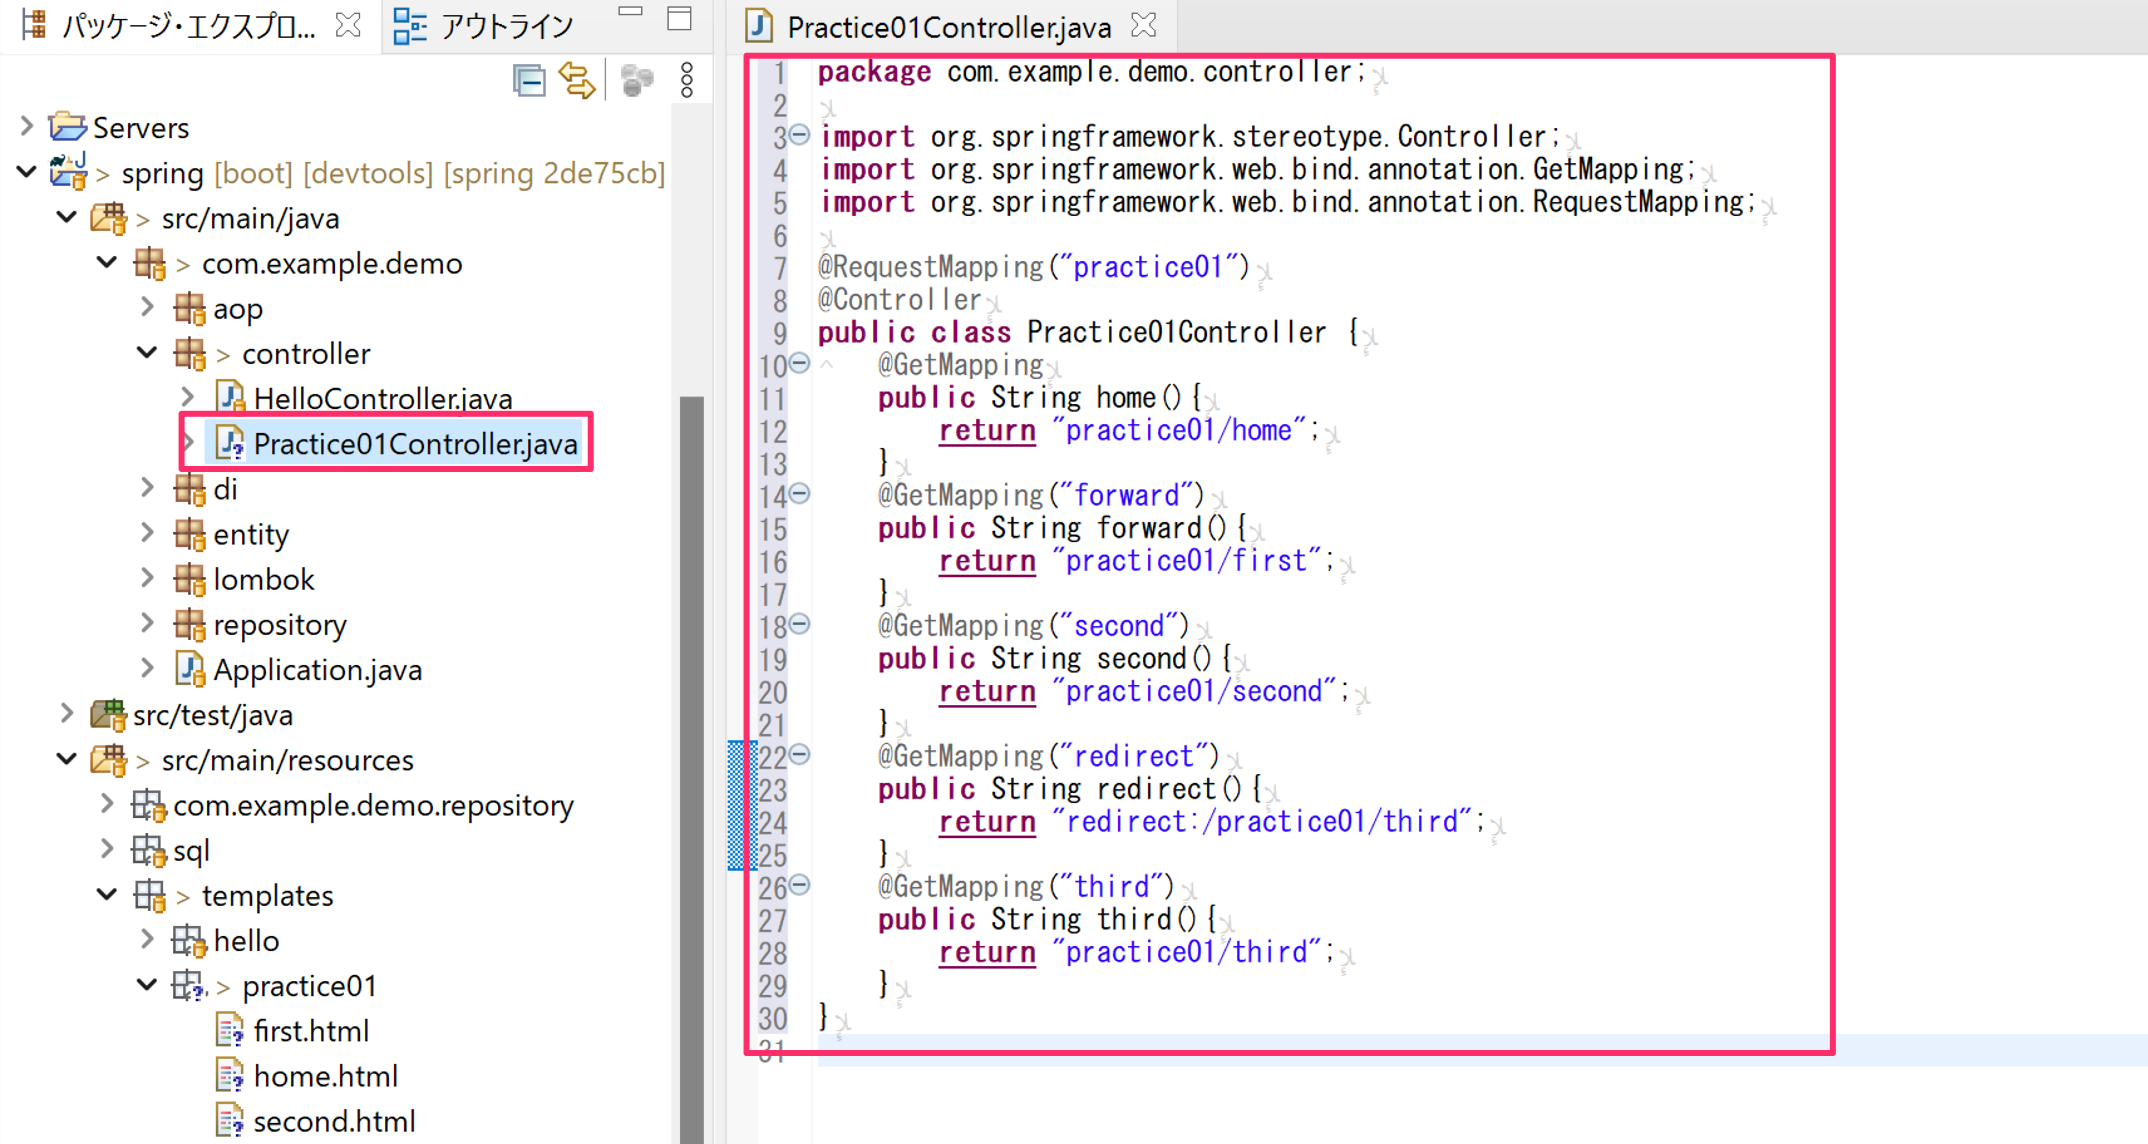 パッケージ・エクスプロ...
アウトライン
Servers
> spring [boot] [devtools] [spring 2de75cb]
> src/main/java
> com.example.demo
aop
> controller
HelloController.java
Practice01Controller.java
di
entity
lombok
repository
Application.java
src/test/java
> src/main/resources
com.example.demo.repository
sql
> templates
hello
> practice01
first.html
home.html
second.html
Practice01Controller.java
1 package com.example.demo.controller;
2
3 import org.springframework.stereotype.Controller;
4 import org.springframework.web.bind.annotation.GetMapping;
5 import org.springframework.web.bind.annotation.RequestMapping;
6
7 @RequestMapping("practice01")
8 @Controller
9 public class Practice01Controller {
10 @GetMapping
11 public String home(){
12 return "practice01/home";
13 }
14 @GetMapping("forward")
15 public String forward(){
16 return "practice01/first";
17 }
18 @GetMapping("second")
19 public String second(){
20 return "practice01/second";
21 }
22 @GetMapping("redirect")
23 public String redirect(){
24 return "redirect:/practice01/third";
25 }
26 @GetMapping("third")
27 public String third(){
28 return "practice01/third";
29 }
30 }
31